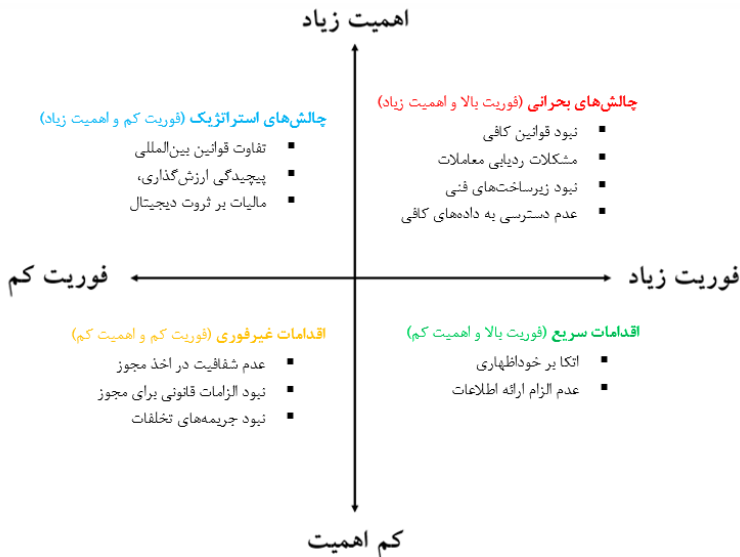 اهمیت زیاد
چالش‌های بحرانی (فوریت بالا و اهمیت زیاد)
▪ نبود قوانین کافی
▪ مشکلات ردیابی معاملات
▪ نبود زیرساخت‌های فنی
▪ عدم دسترسی به داده‌های کافی
چالش‌های استراتژیک (فوریت کم و اهمیت زیاد)
▪ تفاوت قوانین بین‌المللی
▪ پیچیدگی ارزش‌گذاری،
▪ مالیات بر ثروت دیجیتال
فوریت زیاد
فوریت کم
اقدامات سریع (فوریت بالا و اهمیت کم)
▪ اتکا بر خوداظهاری
▪ عدم الزام ارائه اطلاعات
اقدامات غیرفوری (فوریت کم و اهمیت کم)
▪ عدم شفافیت در اخذ مجوز
▪ نبود الزامات قانونی برای مجوز
▪ نبود جریمه‌های تخلفات
کم اهمیت